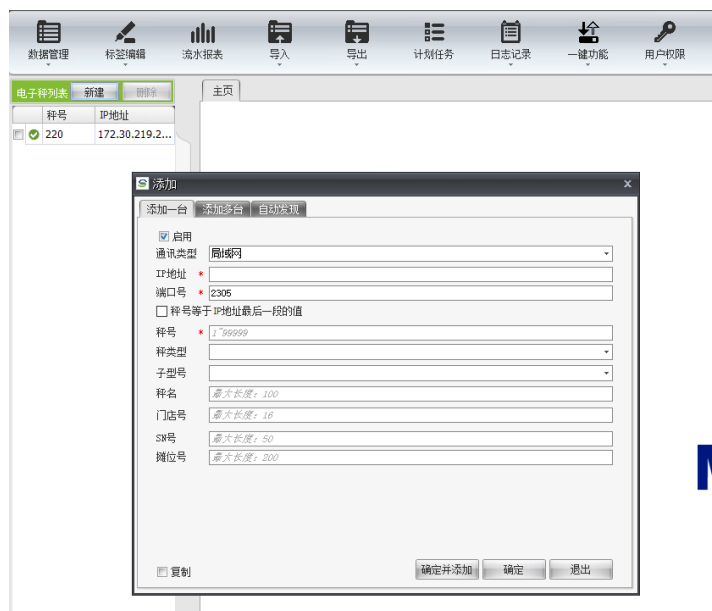 数据管理 标签编辑 流水报表 导入 导出 计划任务 日志记录 一键功能 用户权限
电子秤列表 新建 删除 主页
秤号 IP地址
220 172.30.219.2...
添加 x
添加一台 添加多台 自动发现
启用
通讯类型 局域网
IP地址 *
端口号 * 2305
秤号等于IP地址最后一段的值
秤号 * 1~99999
秤类型
子型号
秤名 最大长度: 100
门店号 最大长度: 16
SN号 最大长度: 50
摊位号 最大长度: 200
复制 确定并添加 确定 退出